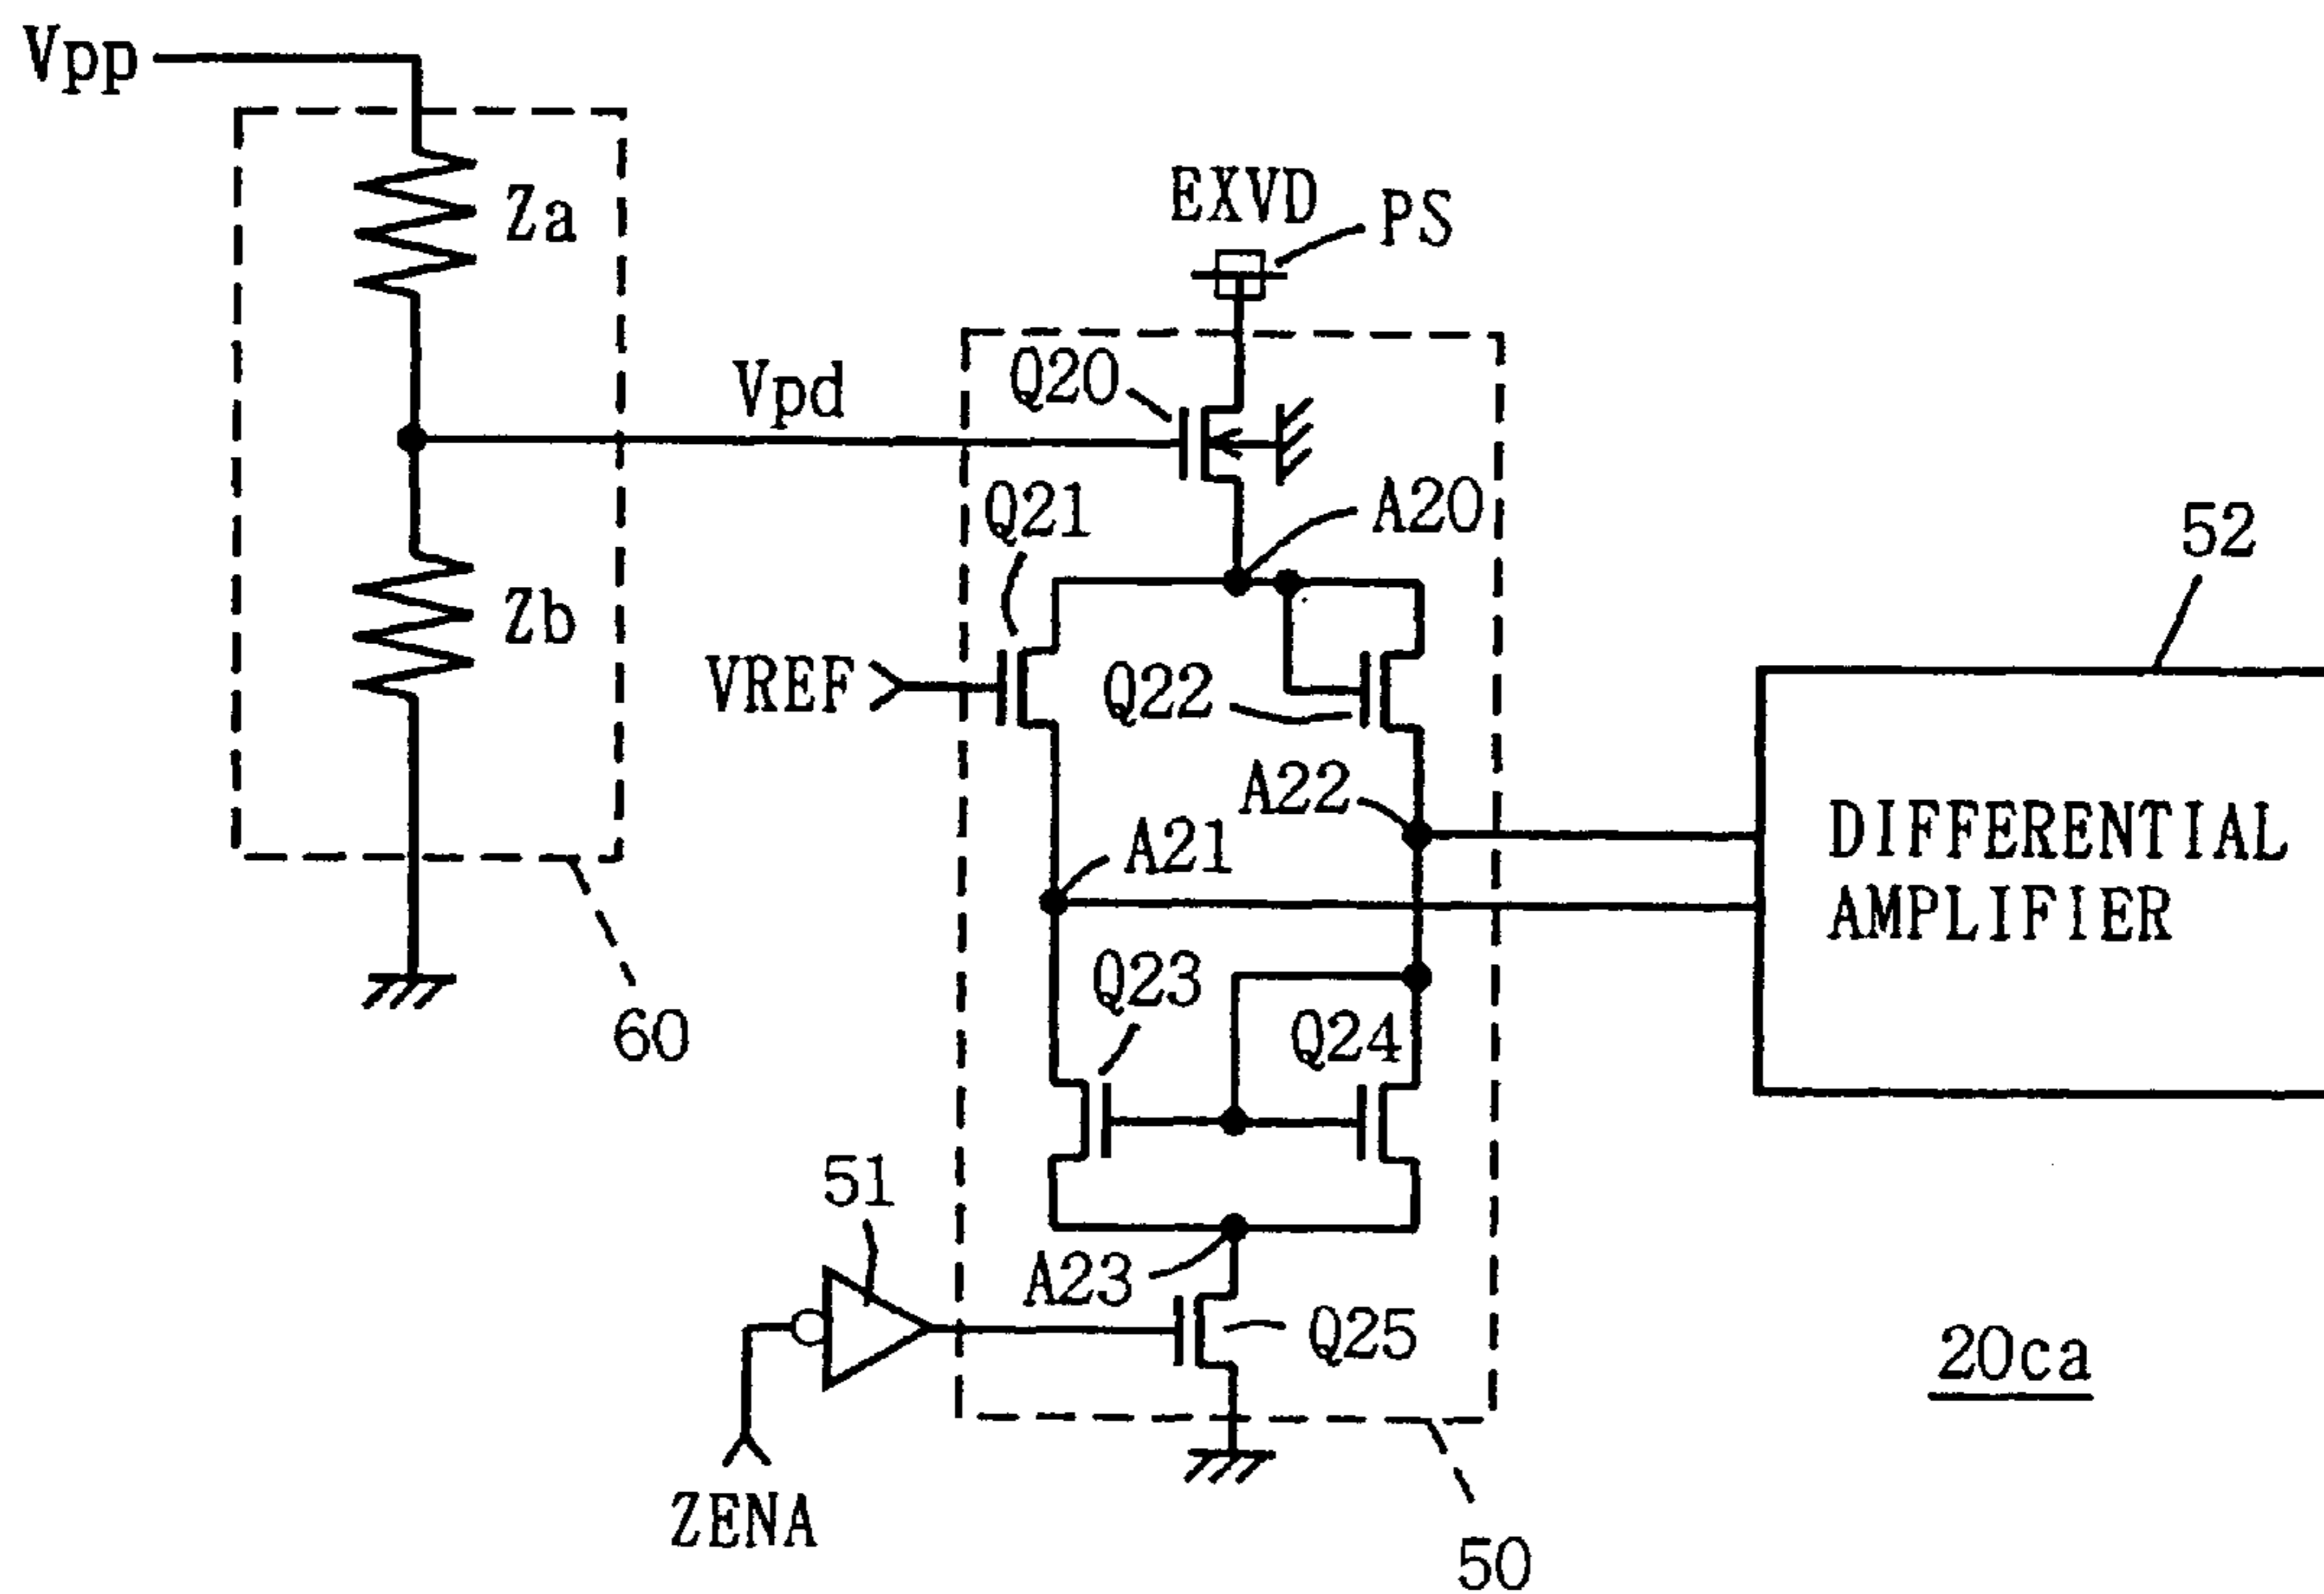 Vpp
EXVD
PS
Za
Q20
Vpd
Q21
A20
52
Zb
VREF
Q22
A22
A21
DIFFERENTIAL
AMPLIFIER
Q23
Q24
60
51
A23
Q25
20ca
ZENA
50